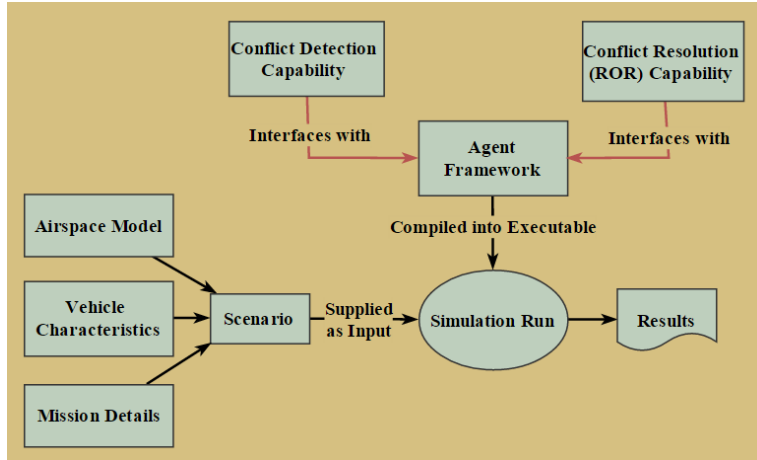 Conflict Detection
Capability
Conflict Resolution
(ROR) Capability
Interfaces with
Interfaces with
Agent
Framework
Compiled into Executable
Airspace Model
Vehicle
Characteristics
Mission Details
Scenario
Supplied
as Input
Simulation Run
Results